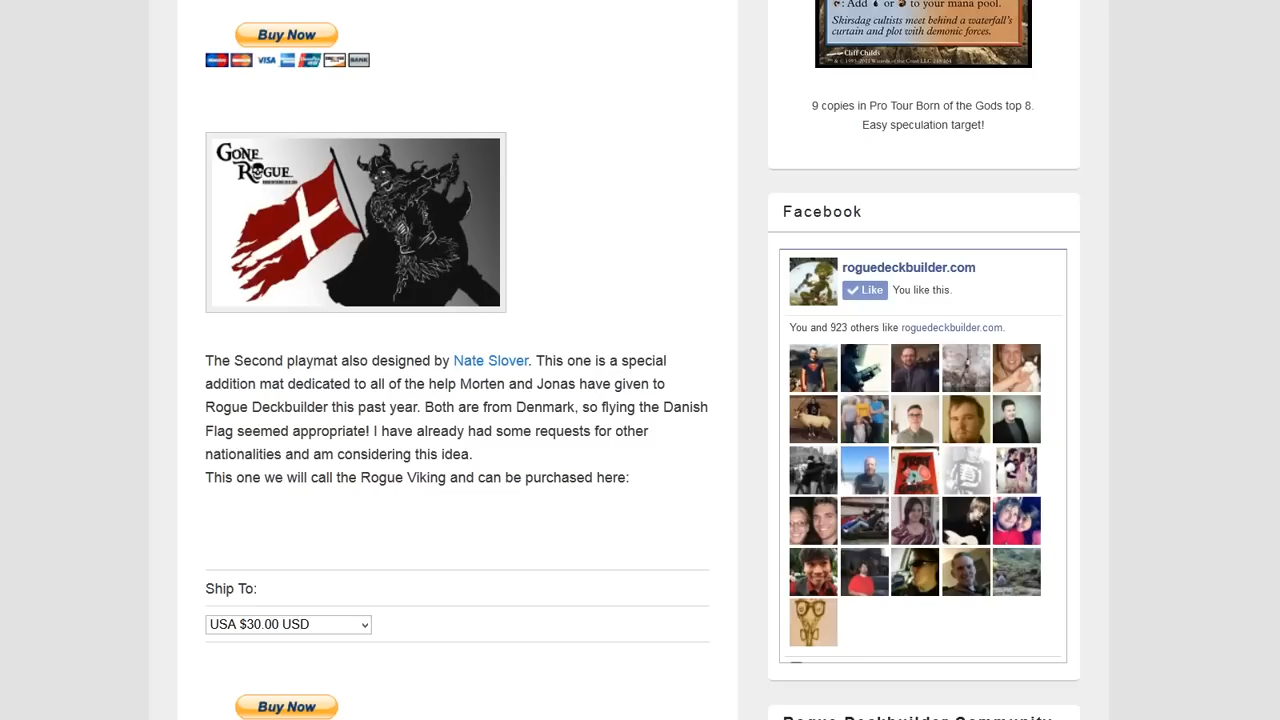 Buy Now
VISA
BANK
GONE
ROGUE
The Second playmat also designed by Nate Slover. This one is a special
addition mat dedicated to all of the help Morten and Jonas have given to
Rogue Deckbuilder this past year. Both are from Denmark, so flying the Danish
Flag seemed appropriate! I have already had some requests for other
nationalities and am considering this idea.
This one we will call the Rogue Viking and can be purchased here:
Ship To:
USA $30.00 USD
Buy Now
: Add or to your mana pool.
Skirsdag cultists meet behind a waterfall's
curtain and plot with demonic forces.
Cliff Childs
9 copies in Pro Tour Born of the Gods top 8.
Easy speculation target!
Facebook
roguedeckbuilder.com
Like You like this.
You and 923 others like roguedeckbuilder.com.
Rogue Deckbuilder Community